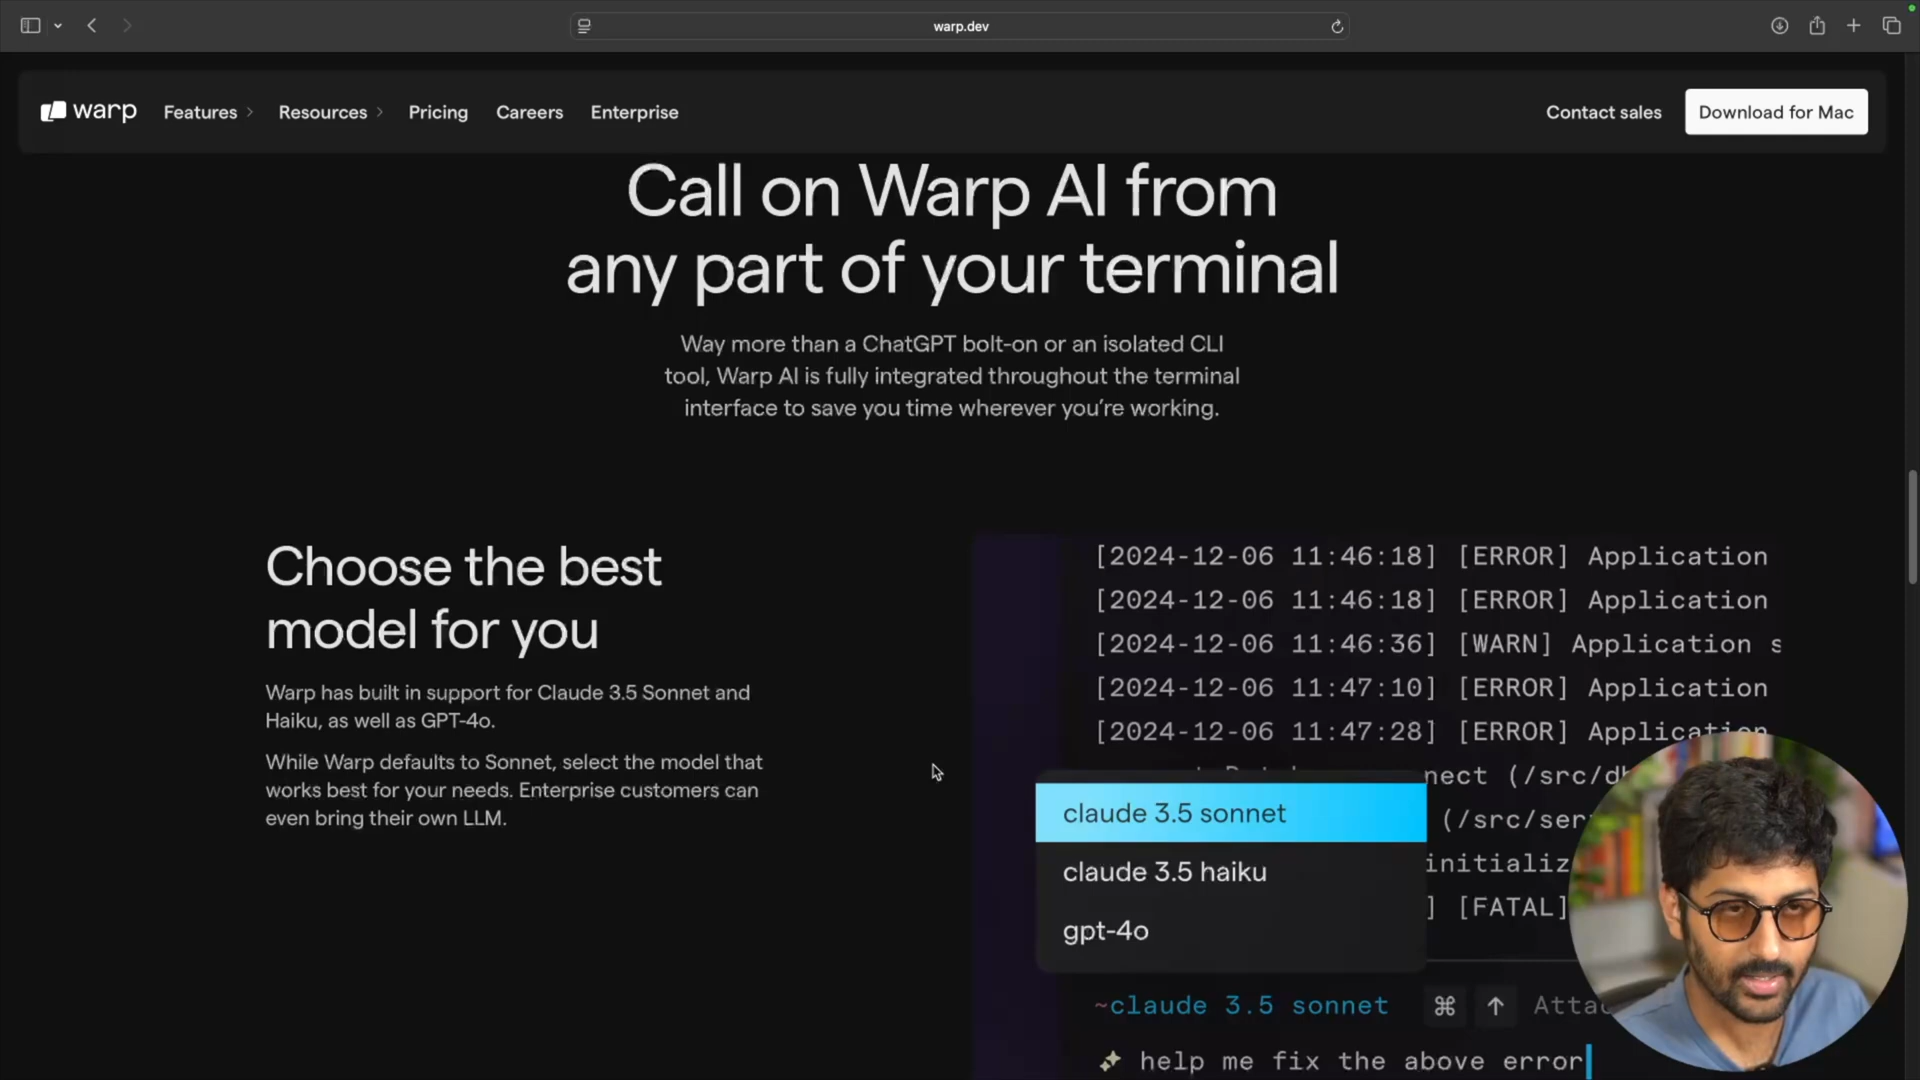 warp.dev
warp Features Resources Pricing Careers Enterprise Contact sales Download for Mac
Call on Warp AI from
any part of your terminal
Way more than a ChatGPT bolt-on or an isolated CLI
tool, Warp AI is fully integrated throughout the terminal
interface to save you time wherever you're working.
Choose the best
model for you
Warp has built in support for Claude 3.5 Sonnet and
Haiku, as well as GPT-4o.
While Warp defaults to Sonnet, select the model that
works best for your needs. Enterprise customers can
even bring their own LLM.
[2024-12-06 11:46:18] [ERROR] Application
[2024-12-06 11:46:18] [ERROR] Application
[2024-12-06 11:46:36] [WARN] Application s
[2024-12-06 11:47:10] [ERROR] Application
[2024-12-06 11:47:28] [ERROR] Application
nnect (/src/d
claude 3.5 sonnet
(/src/ser
claude 3.5 haiku
initializ
] [FATAL]
gpt-4o
~claude 3.5 sonnet ⌘ ↑ Attac
help me fix the above error